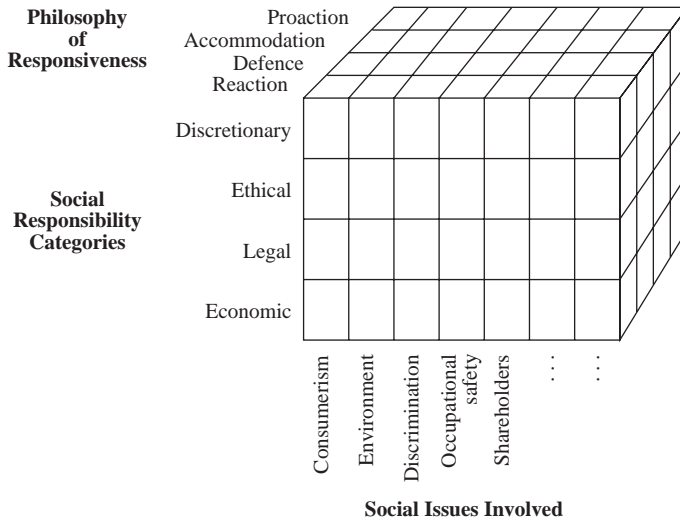 Philosophy
of
Responsiveness
Proaction
Accommodation
Defence
Reaction
Social
Responsibility
Categories
Discretionary
Ethical
Legal
Economic
Consumerism
Environment
Discrimination
Occupational
safety
Shareholders
. . .
. . .
Social Issues Involved